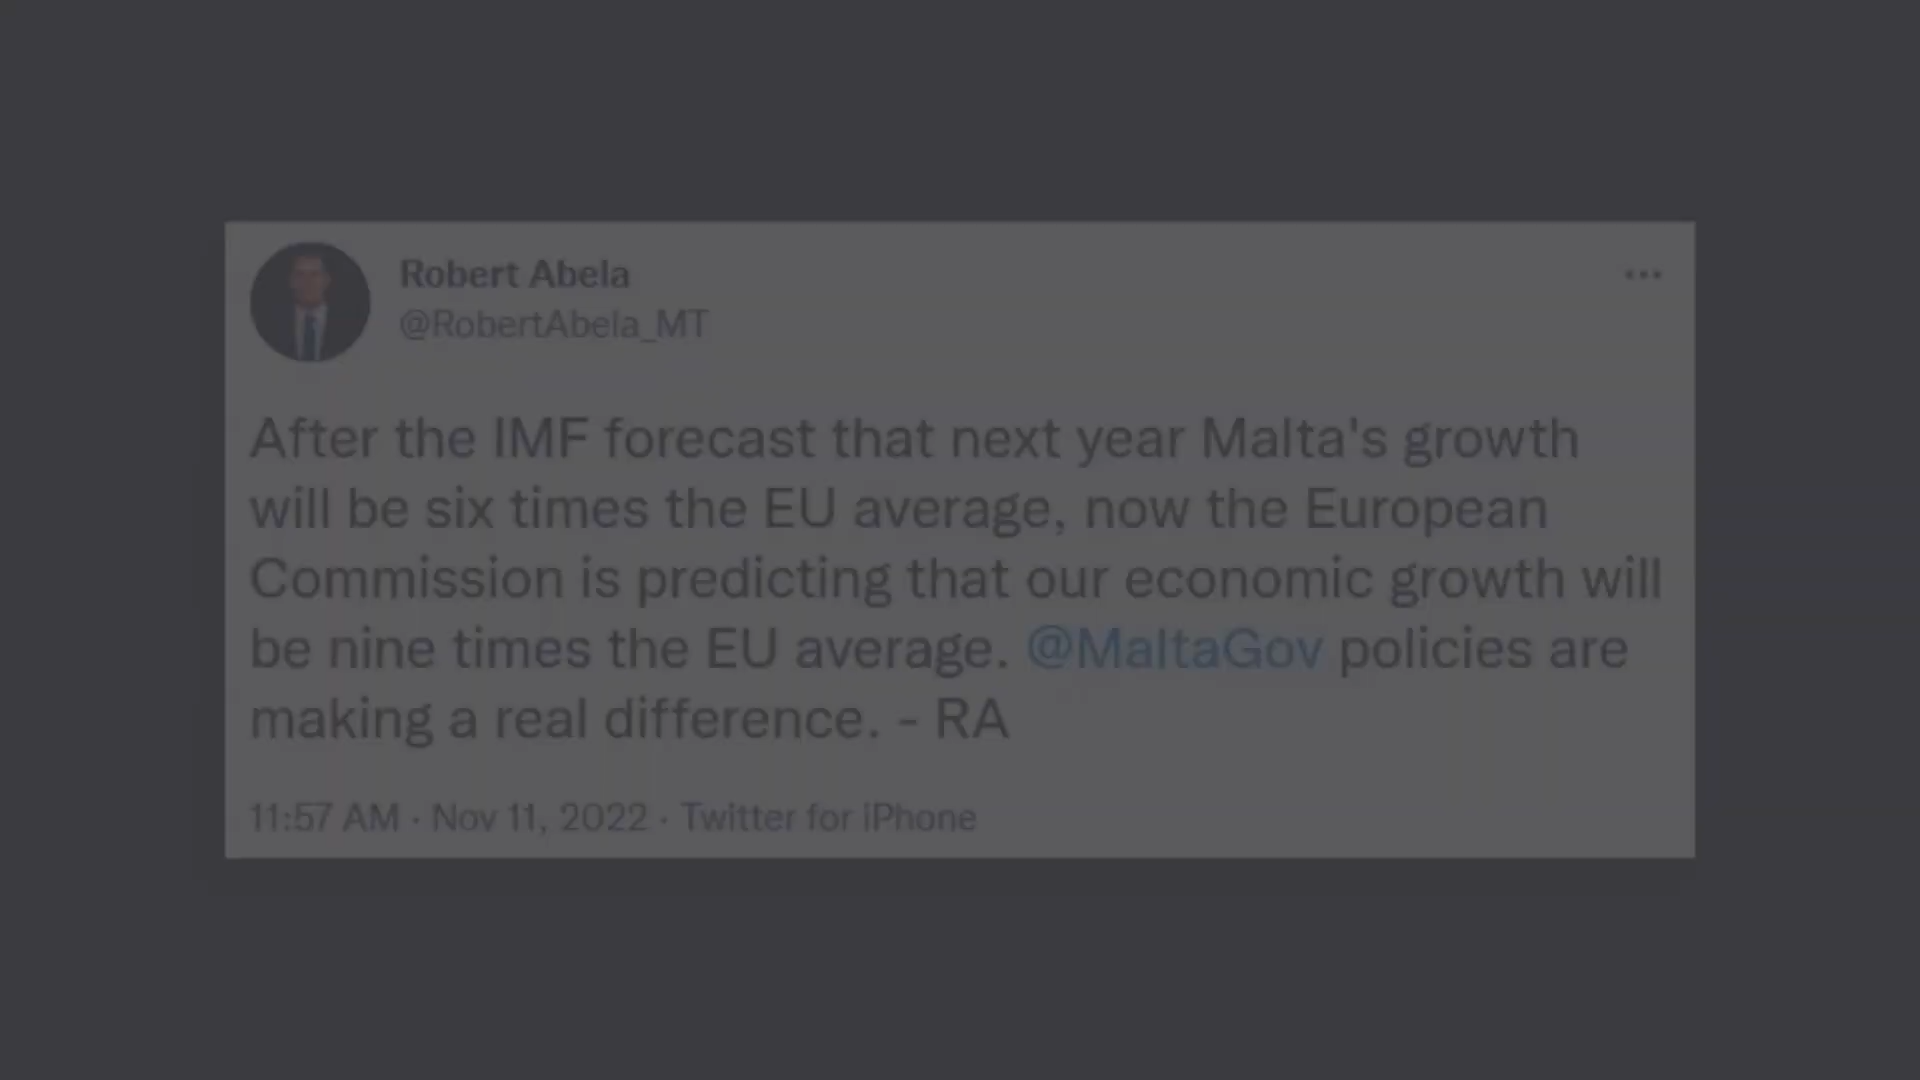 Robert Abela
@RobertAbela_MT
After the IMF forecast that next year Malta's growth
will be six times the EU average, now the European
Commission is predicting that our economic growth will
be nine times the EU average. @MaltaGov policies are
making a real difference. - RA
11:57 AM · Nov 11, 2022 · Twitter for iPhone